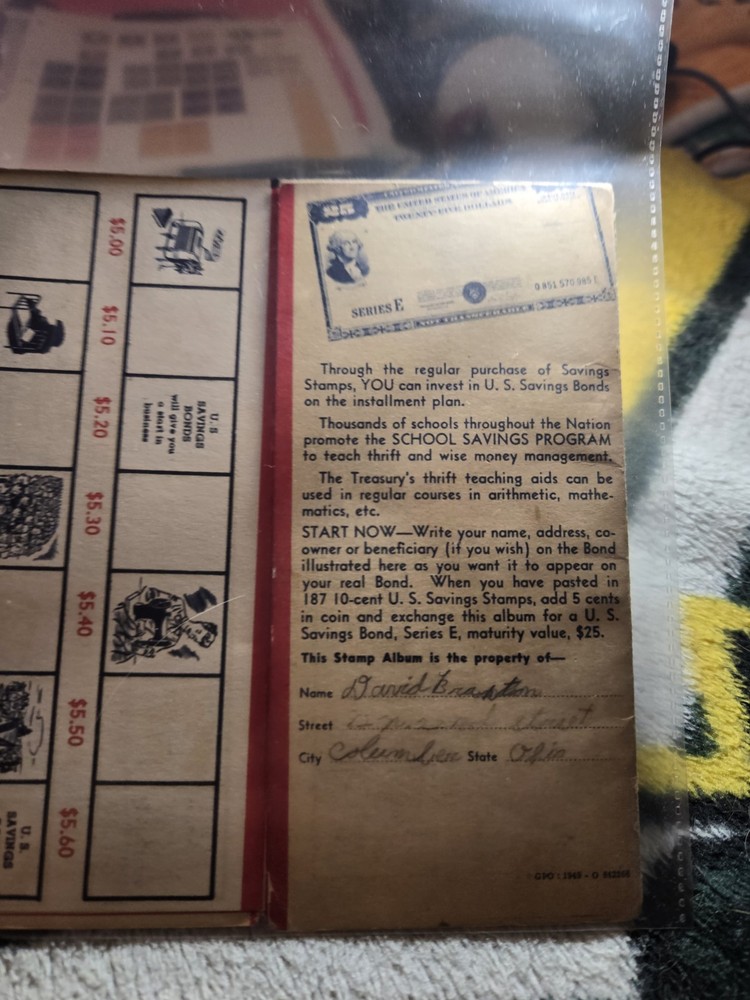 $5.00
$5.10
$5.20
$5.30
$5.40
$5.50
$5.60
U. S.
SAVINGS
BONDS
will give you
a start in
business
U. S.
SAVINGS
25
THE UNITED STATES OF AMERICA
TWENTY-FIVE DOLLARS
SERIES E
NOT TRANSFERABLE
Through the regular purchase of Savings
Stamps, YOU can invest in U. S. Savings Bonds
on the installment plan.
Thousands of schools throughout the Nation
promote the SCHOOL SAVINGS PROGRAM
to teach thrift and wise money management.
The Treasury's thrift teaching aids can be
used in regular courses in arithmetic, mathe-
matics, etc.
START NOW—Write your name, address, co-
owner or beneficiary (if you wish) on the Bond
illustrated here as you want it to appear on
your real Bond. When you have pasted in
187 10-cent U. S. Savings Stamps, add 5 cents
in coin and exchange this album for a U. S.
Savings Bond, Series E, maturity value, $25.
This Stamp Album is the property of—
Name David
Street street
City State Ohio
GPO